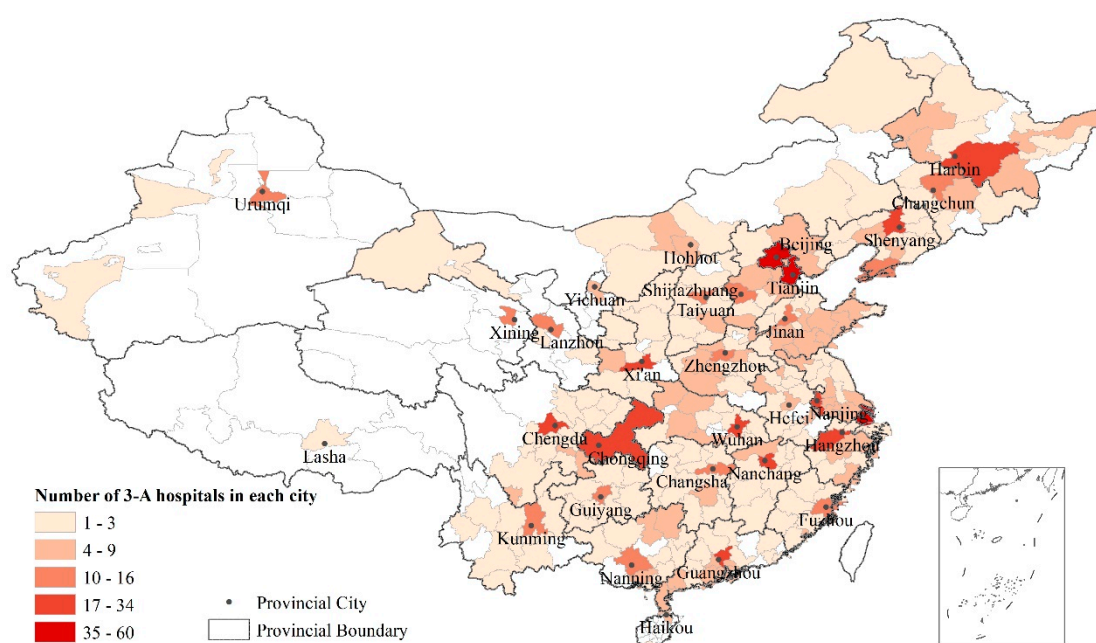 Harbin
Changchun
Urumqi
Shenyang
Beijing
Hohhot
Tianjin
Yichuan
Shijiazhuang
Taiyuan
Xining
Lanzhou
Jinan
Zhengzhou
Xi'an
Hefei
Nanjing
Chengdu
Wuhan
Hangzhou
Lasha
Chongqing
Nanchang
Changsha
Number of 3-A hospitals in each city
1 - 3
Guiyang
Fuzhou
4 - 9
Kunming
10 - 16
Nanning
Guangzhou
17 - 34
Provincial City
Haikou
35 - 60
Provincial Boundary